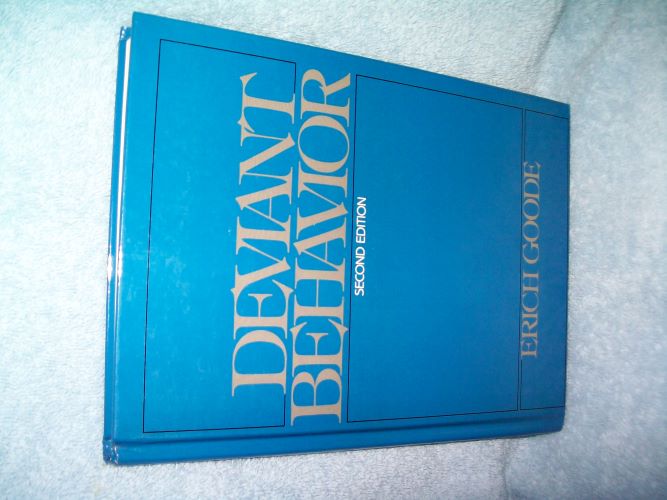 DEVIANT
BEHAVIOR
SECOND EDITION
ERICH GOODE